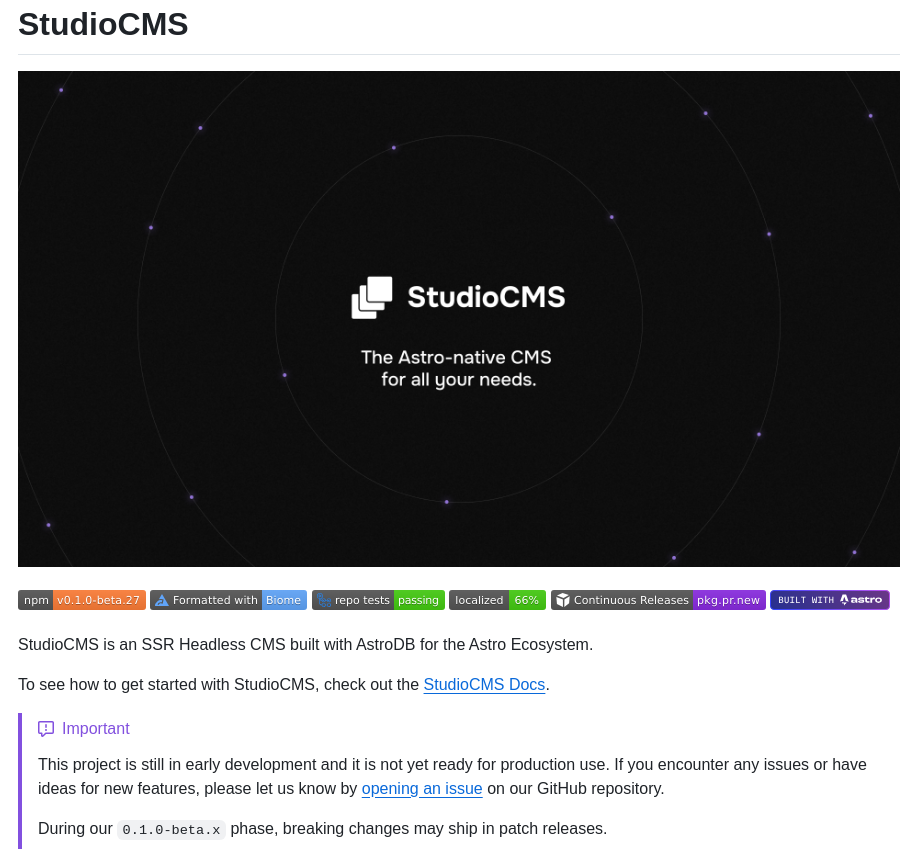 StudioCMS
StudioCMS
The Astro-native CMS
for all your needs.
npm v0.1.0-beta.27 Formatted with Biome repo tests passing localized 66% Continuous Releases pkg.pr.new BUILT WITH astro
StudioCMS is an SSR Headless CMS built with AstroDB for the Astro Ecosystem.
To see how to get started with StudioCMS, check out the StudioCMS Docs.
Important
This project is still in early development and it is not yet ready for production use. If you encounter any issues or have
ideas for new features, please let us know by opening an issue on our GitHub repository.
During our 0.1.0-beta.x phase, breaking changes may ship in patch releases.